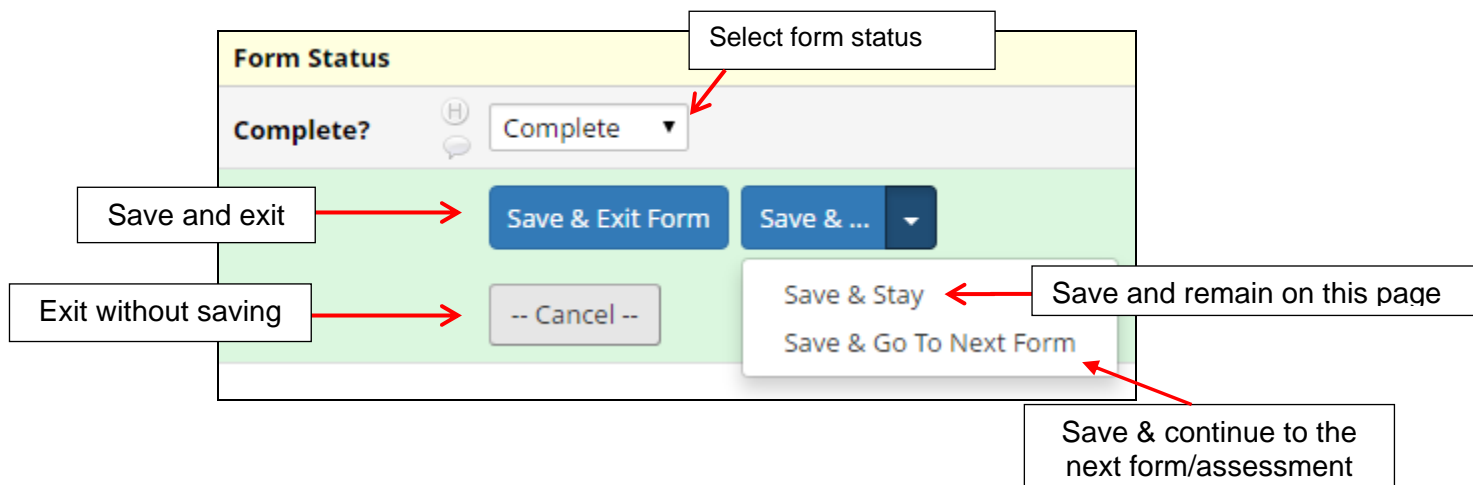 Select form status
Form Status
Complete?
H
Complete
Save and exit
Save & Exit Form
Save & ...
Exit without saving
-- Cancel --
Save & Stay
Save and remain on this page
Save & Go To Next Form
Save & continue to the
next form/assessment